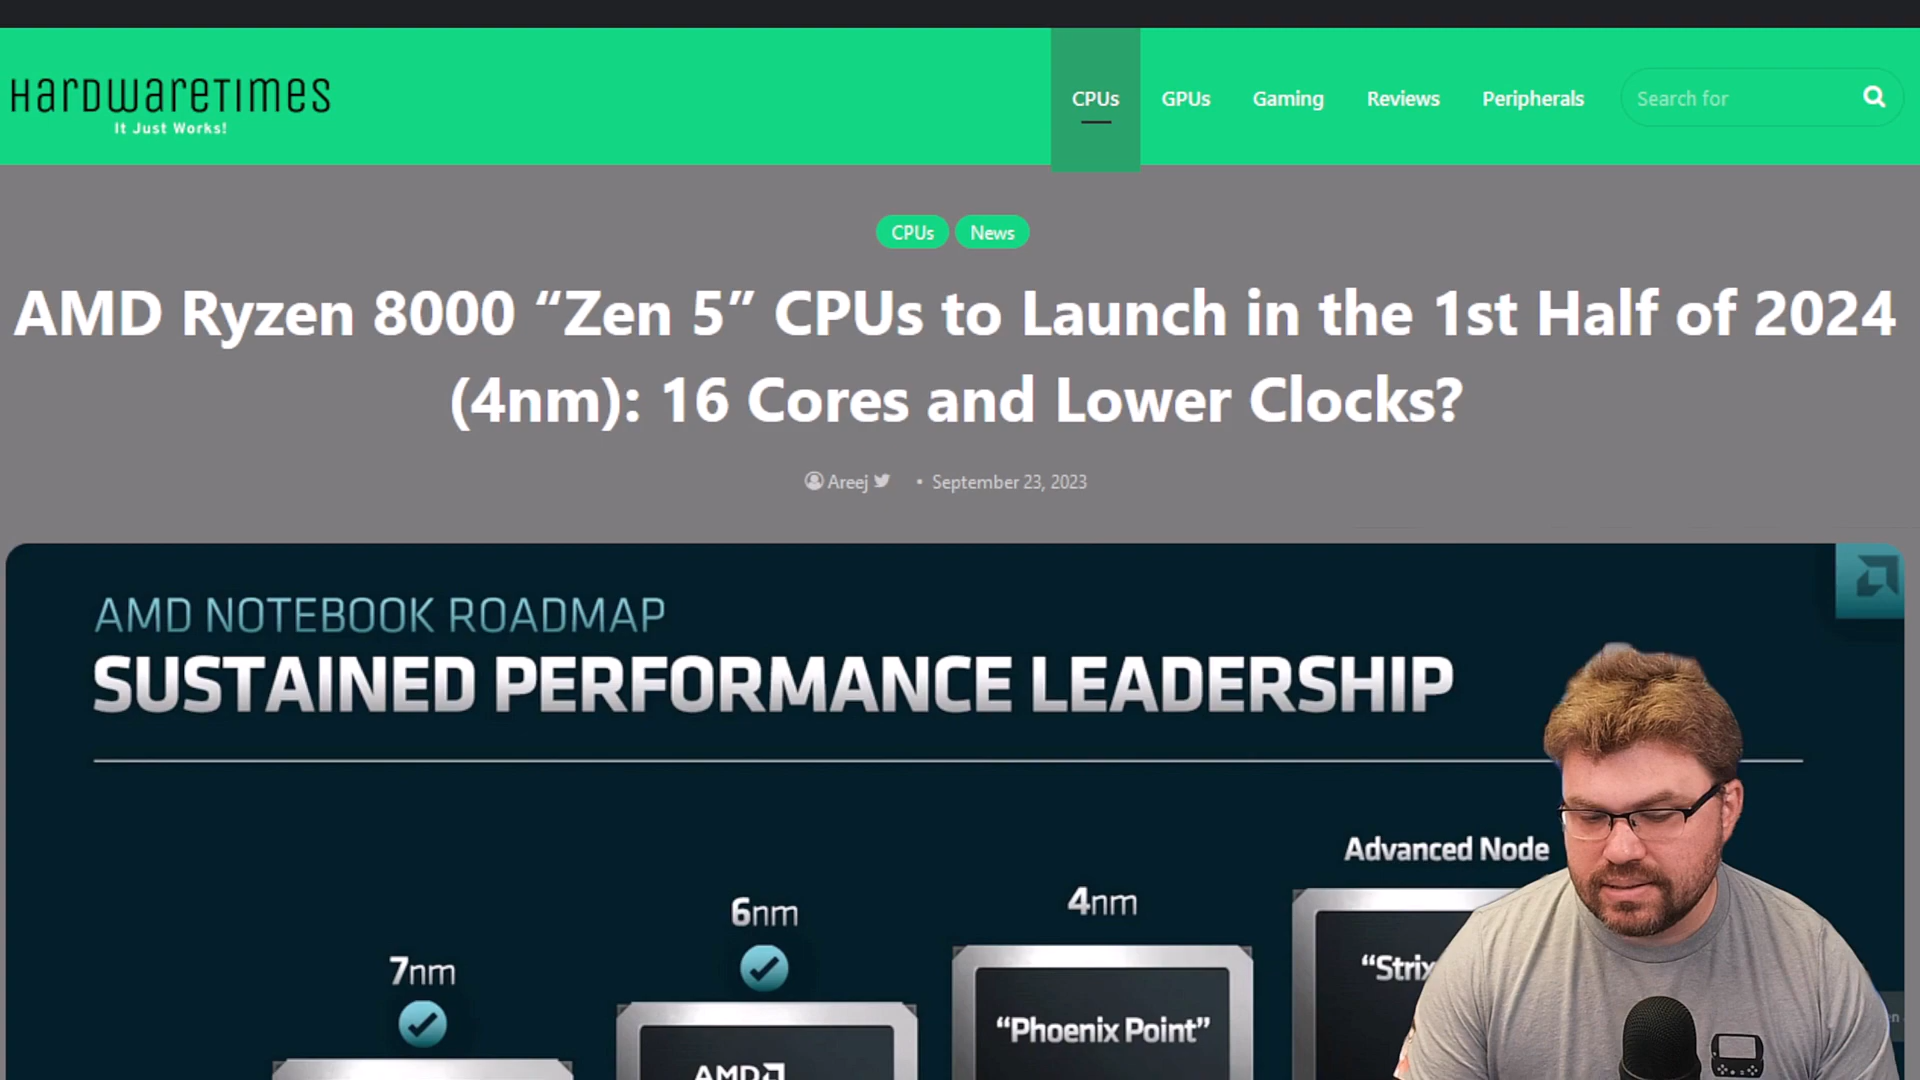 HARDWARETIMES
It Just Works!
CPUs GPUs Gaming Reviews Peripherals Search for
CPUs News
AMD Ryzen 8000 “Zen 5” CPUs to Launch in the 1st Half of 2024
(4nm): 16 Cores and Lower Clocks?
Areej • September 23, 2023
AMD NOTEBOOK ROADMAP
SUSTAINED PERFORMANCE LEADERSHIP
Advanced Node
4nm
6nm
7nm
“Strix
“Phoenix Point”
AMD